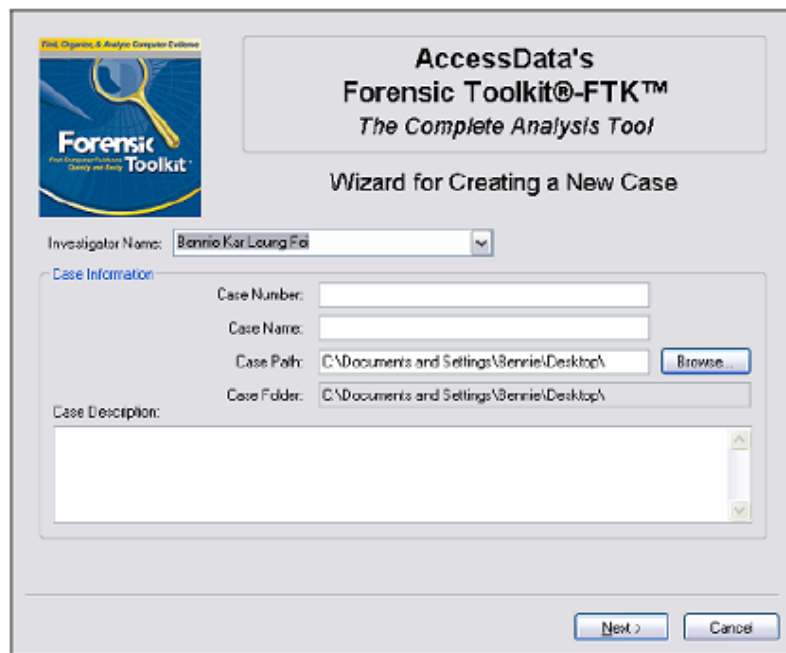 Find, Organize, & Analyze Computer Evidence
Forensic
Toolkit
AccessData's
Forensic Toolkit®-FTK™
The Complete Analysis Tool
Wizard for Creating a New Case
Investigator Name: Bennie Kar Leung Fei
Case Information
Case Number:
Case Name:
Case Path: C:\Documents and Settings\Bennie\Desktop\ Browse...
Case Folder: C:\Documents and Settings\Bennie\Desktop\
Case Description:
Next > Cancel